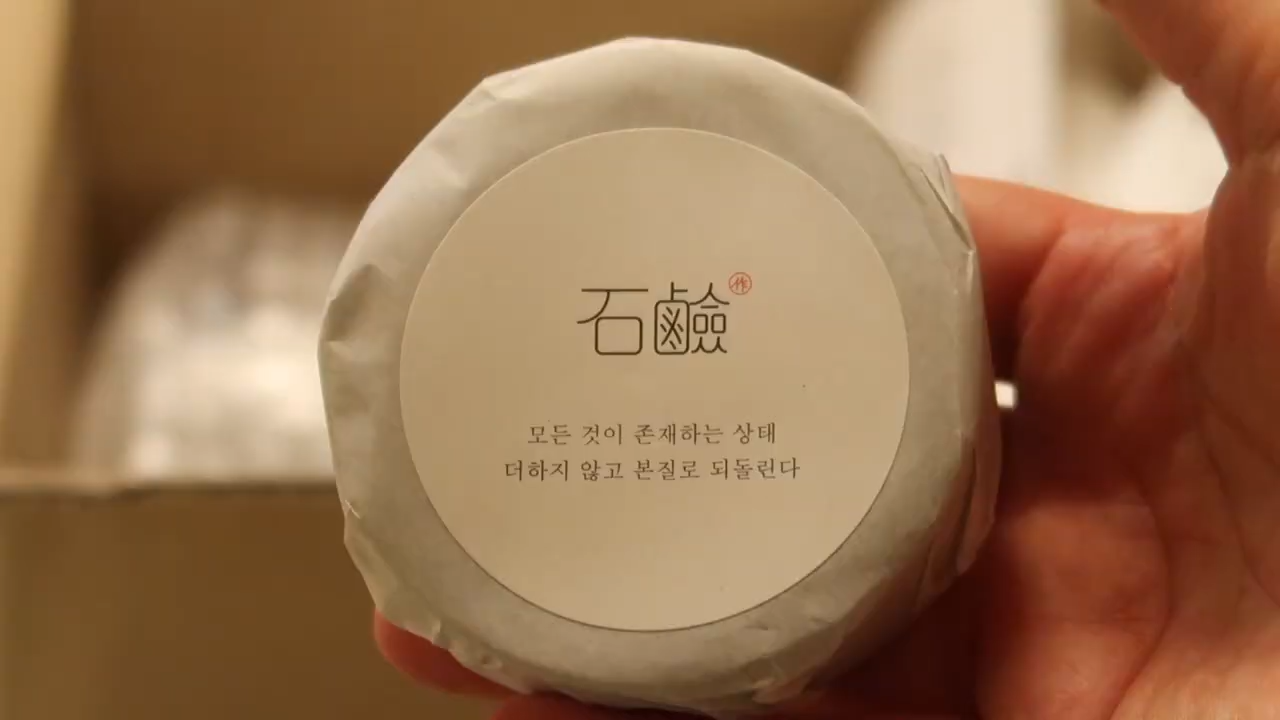 石鹼作
모든 것이 존재하는 상태
더하지 않고 본질로 되돌린다